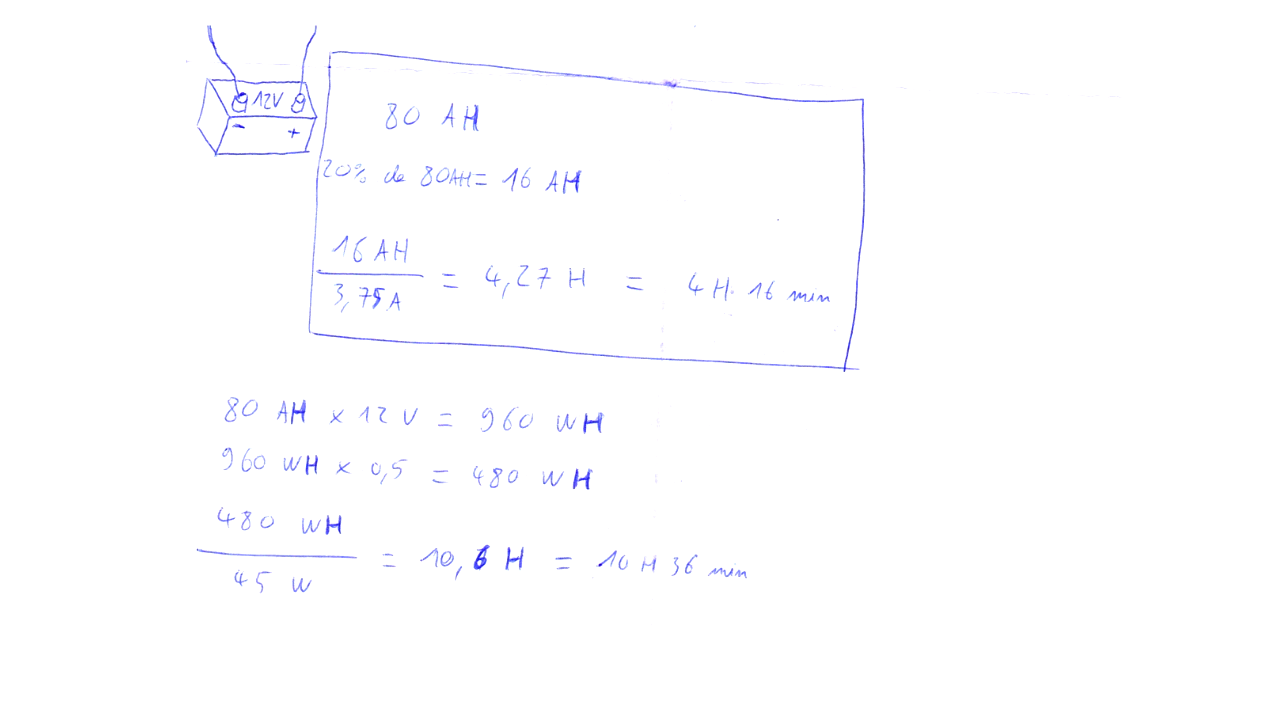 12V
- +
80 AH
20% de 80AH = 16 AH
16 AH / 3,75A = 4,27 H = 4 H 16 min
80 AH x 12 V = 960 WH
960 WH x 0,5 = 480 WH
480 WH / 45 W = 10,6 H = 10 H 36 min